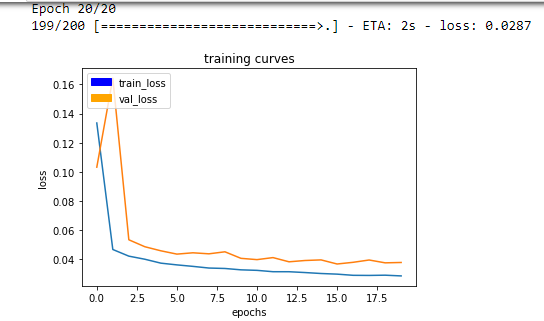 Epoch 20/20
199/200 [============================>.] - ETA: 2s - loss: 0.0287
training curves
train_loss
val_loss
0.16
0.14
0.12
0.10
0.08
0.06
0.04
loss
0.0 2.5 5.0 7.5 10.0 12.5 15.0 17.5
epochs